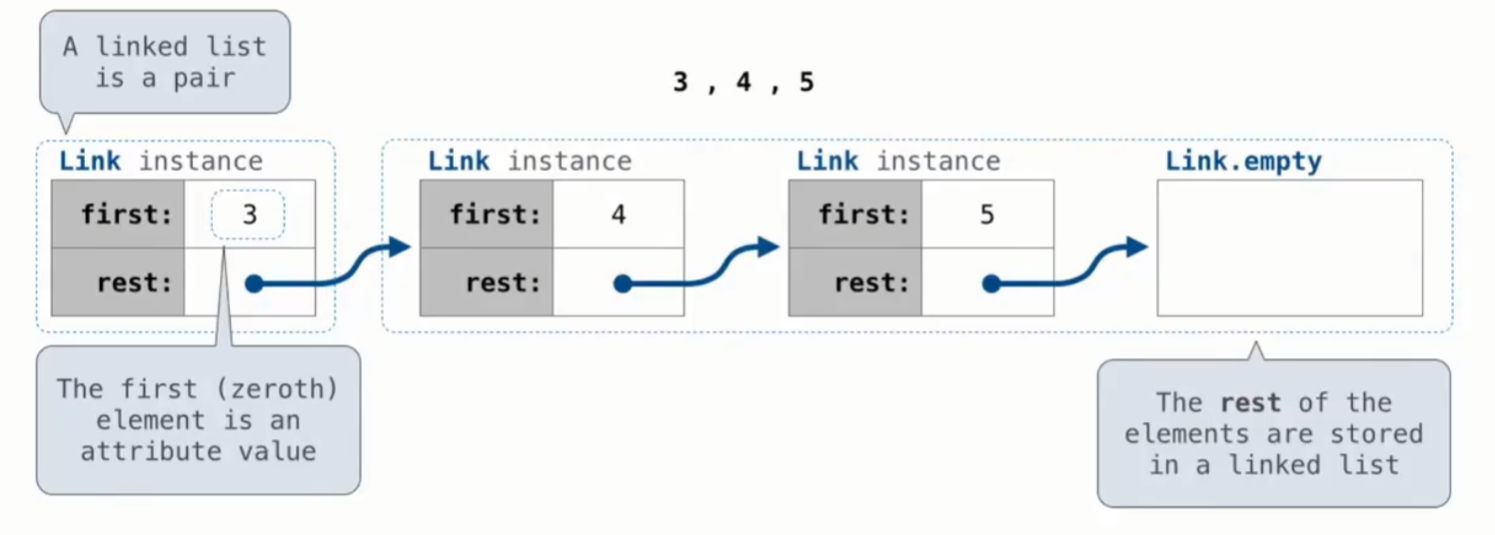 A linked list
is a pair
3 , 4 , 5
Link instance
first: 3
rest:
Link instance
first: 4
rest:
Link instance
first: 5
rest:
Link.empty
The first (zeroth)
element is an
attribute value
The rest of the
elements are stored
in a linked list